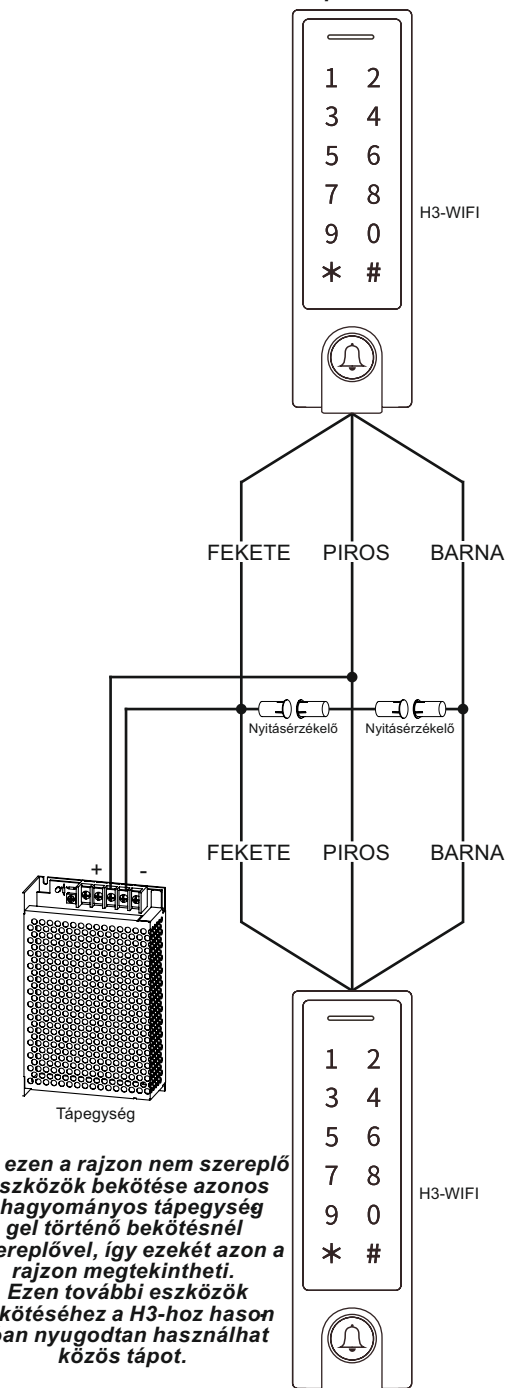 1 2
3 4
5 6
7 8
9 0
* #
H3-WIFI
FEKETE PIROS BARNA
Nyitásérzékelő Nyitásérzékelő
FEKETE PIROS BARNA
+ -
Tápegység
1 2
3 4
5 6
7 8
9 0
* #
H3-WIFI
ezen a rajzon nem szereplő
szközök bekötése azonos
hagyományos tápegység
gel történő bekötésnél
ereplővel, így ezekét azon a
rajzon megtekintheti.
Ezen további eszközök
kötéséhez a H3-hoz hason
ban nyugodtan használhat
közös tápot.